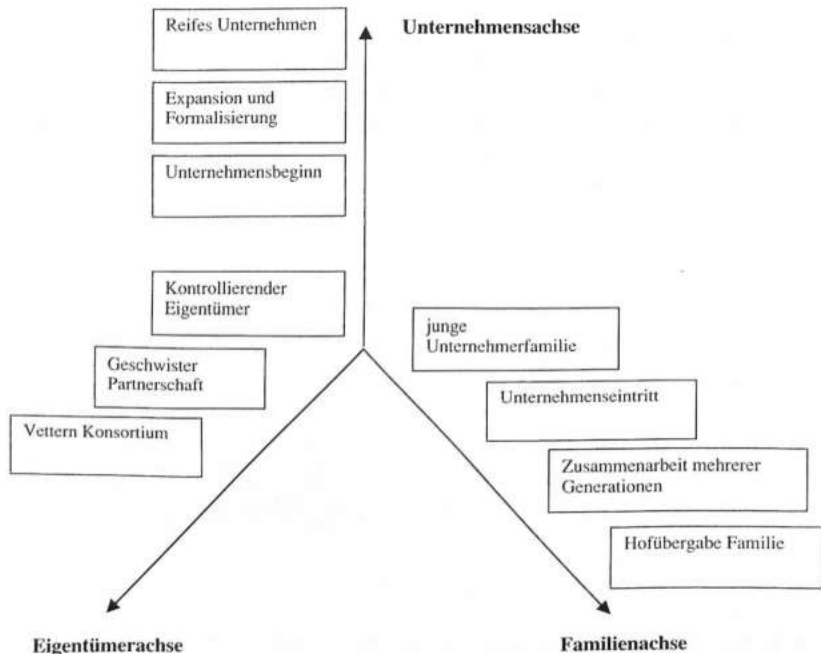 Reifes Unternehmen
Unternehmensachse
Expansion und
Formalisierung
Unternehmensbeginn
Kontrollierender
Eigentümer
junge
Unternehmerfamilie
Geschwister
Partnerschaft
Unternehmenseintritt
Vettern Konsortium
Zusammenarbeit mehrerer
Generationen
Hofübergabe Familie
Eigentümerachse
Familienachse